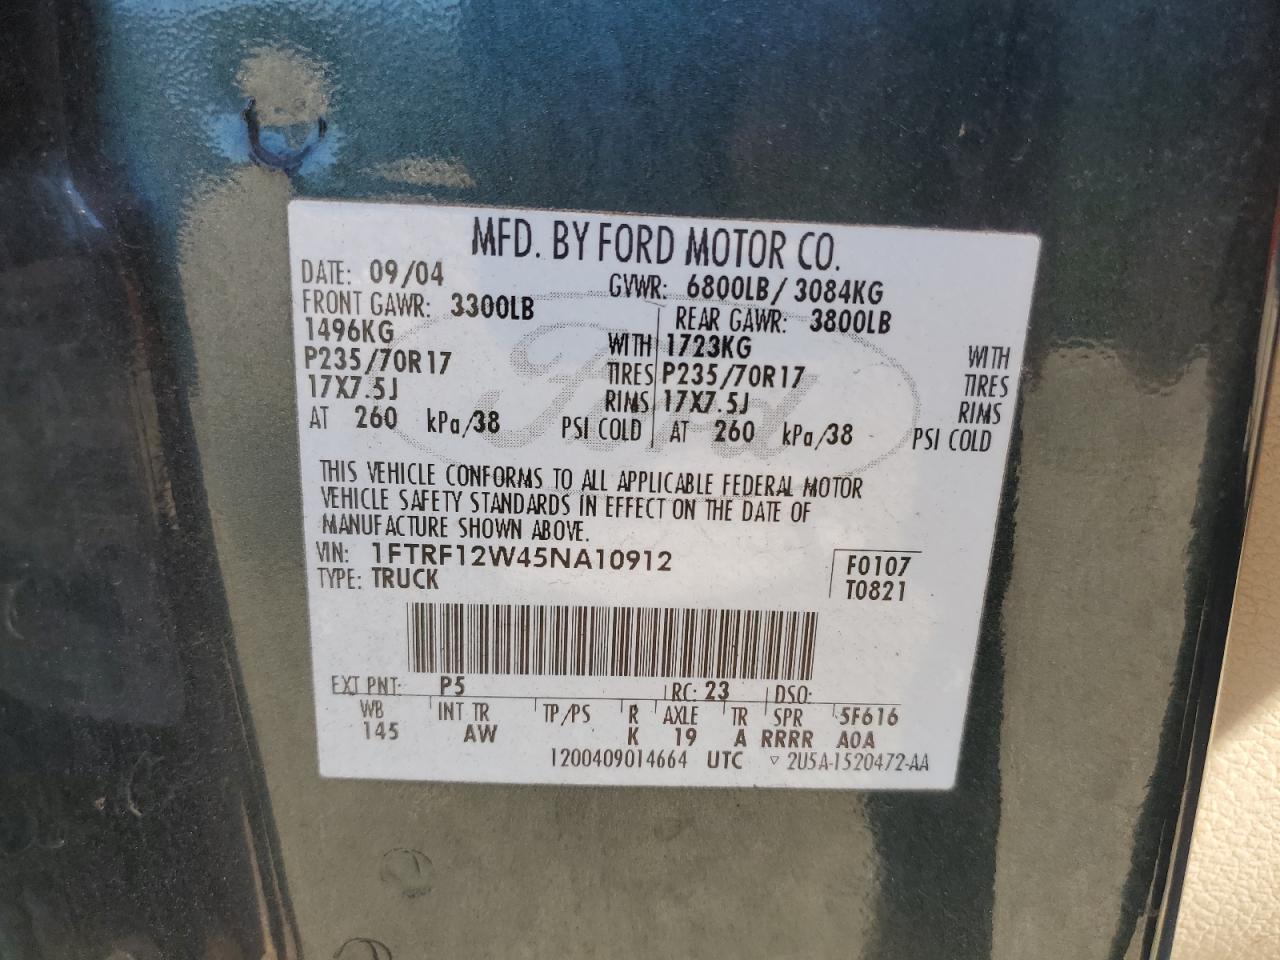 MFD. BY FORD MOTOR CO.
DATE: 09/04 GVWR: 6800LB/ 3084KG
FRONT GAWR: 3300LB REAR GAWR: 3800LB
1496KG WITH 1723KG WITH
P235/70R17 TIRES P235/70R17 TIRES
17X7.5J RIMS 17X7.5J RIMS
AT 260 kPa/38 PSI COLD AT 260 kPa/38 PSI COLD
Ford
THIS VEHICLE CONFORMS TO ALL APPLICABLE FEDERAL MOTOR
VEHICLE SAFETY STANDARDS IN EFFECT ON THE DATE OF
MANUFACTURE SHOWN ABOVE.
VIN: 1FTRF12W45NA10912 F0107
TYPE: TRUCK T0821
EXT PNT: P5 RC: 23 DSO:
WB INT TR TP/PS R AXLE TR SPR 5F616
145 AW K 19 A RRRR A0A
1200409014664 UTC ▽ 2U5A-1520472-AA